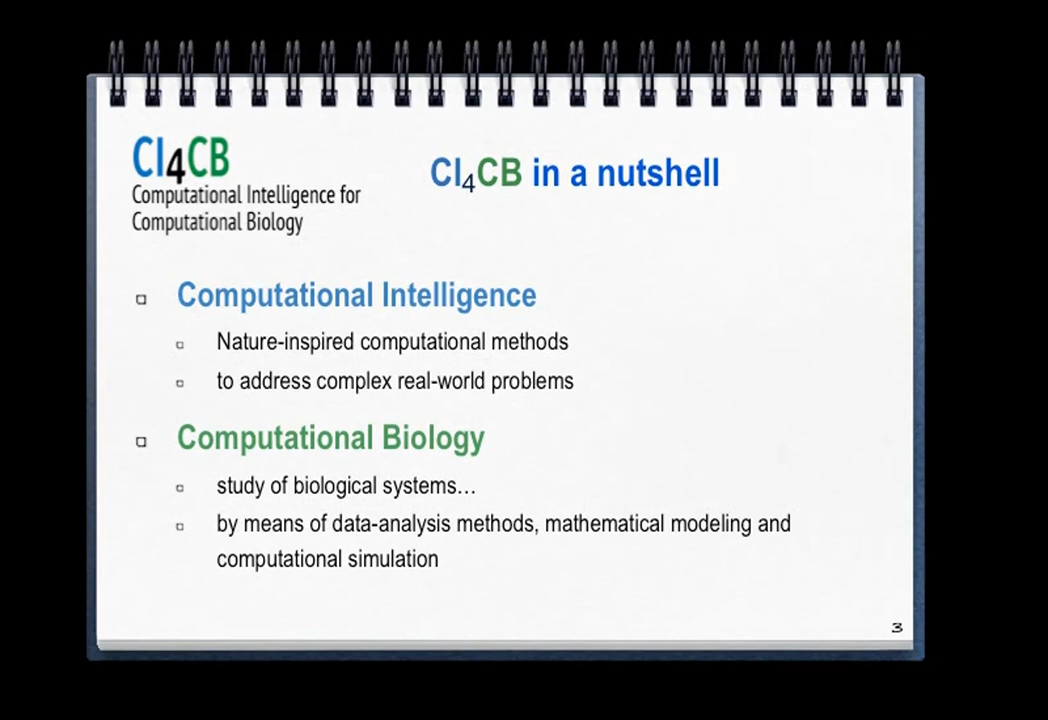 CI4CB
Computational Intelligence for
Computational Biology
CI4CB in a nutshell
Computational Intelligence
Nature-inspired computational methods
to address complex real-world problems
Computational Biology
study of biological systems…
by means of data-analysis methods, mathematical modeling and
computational simulation
3